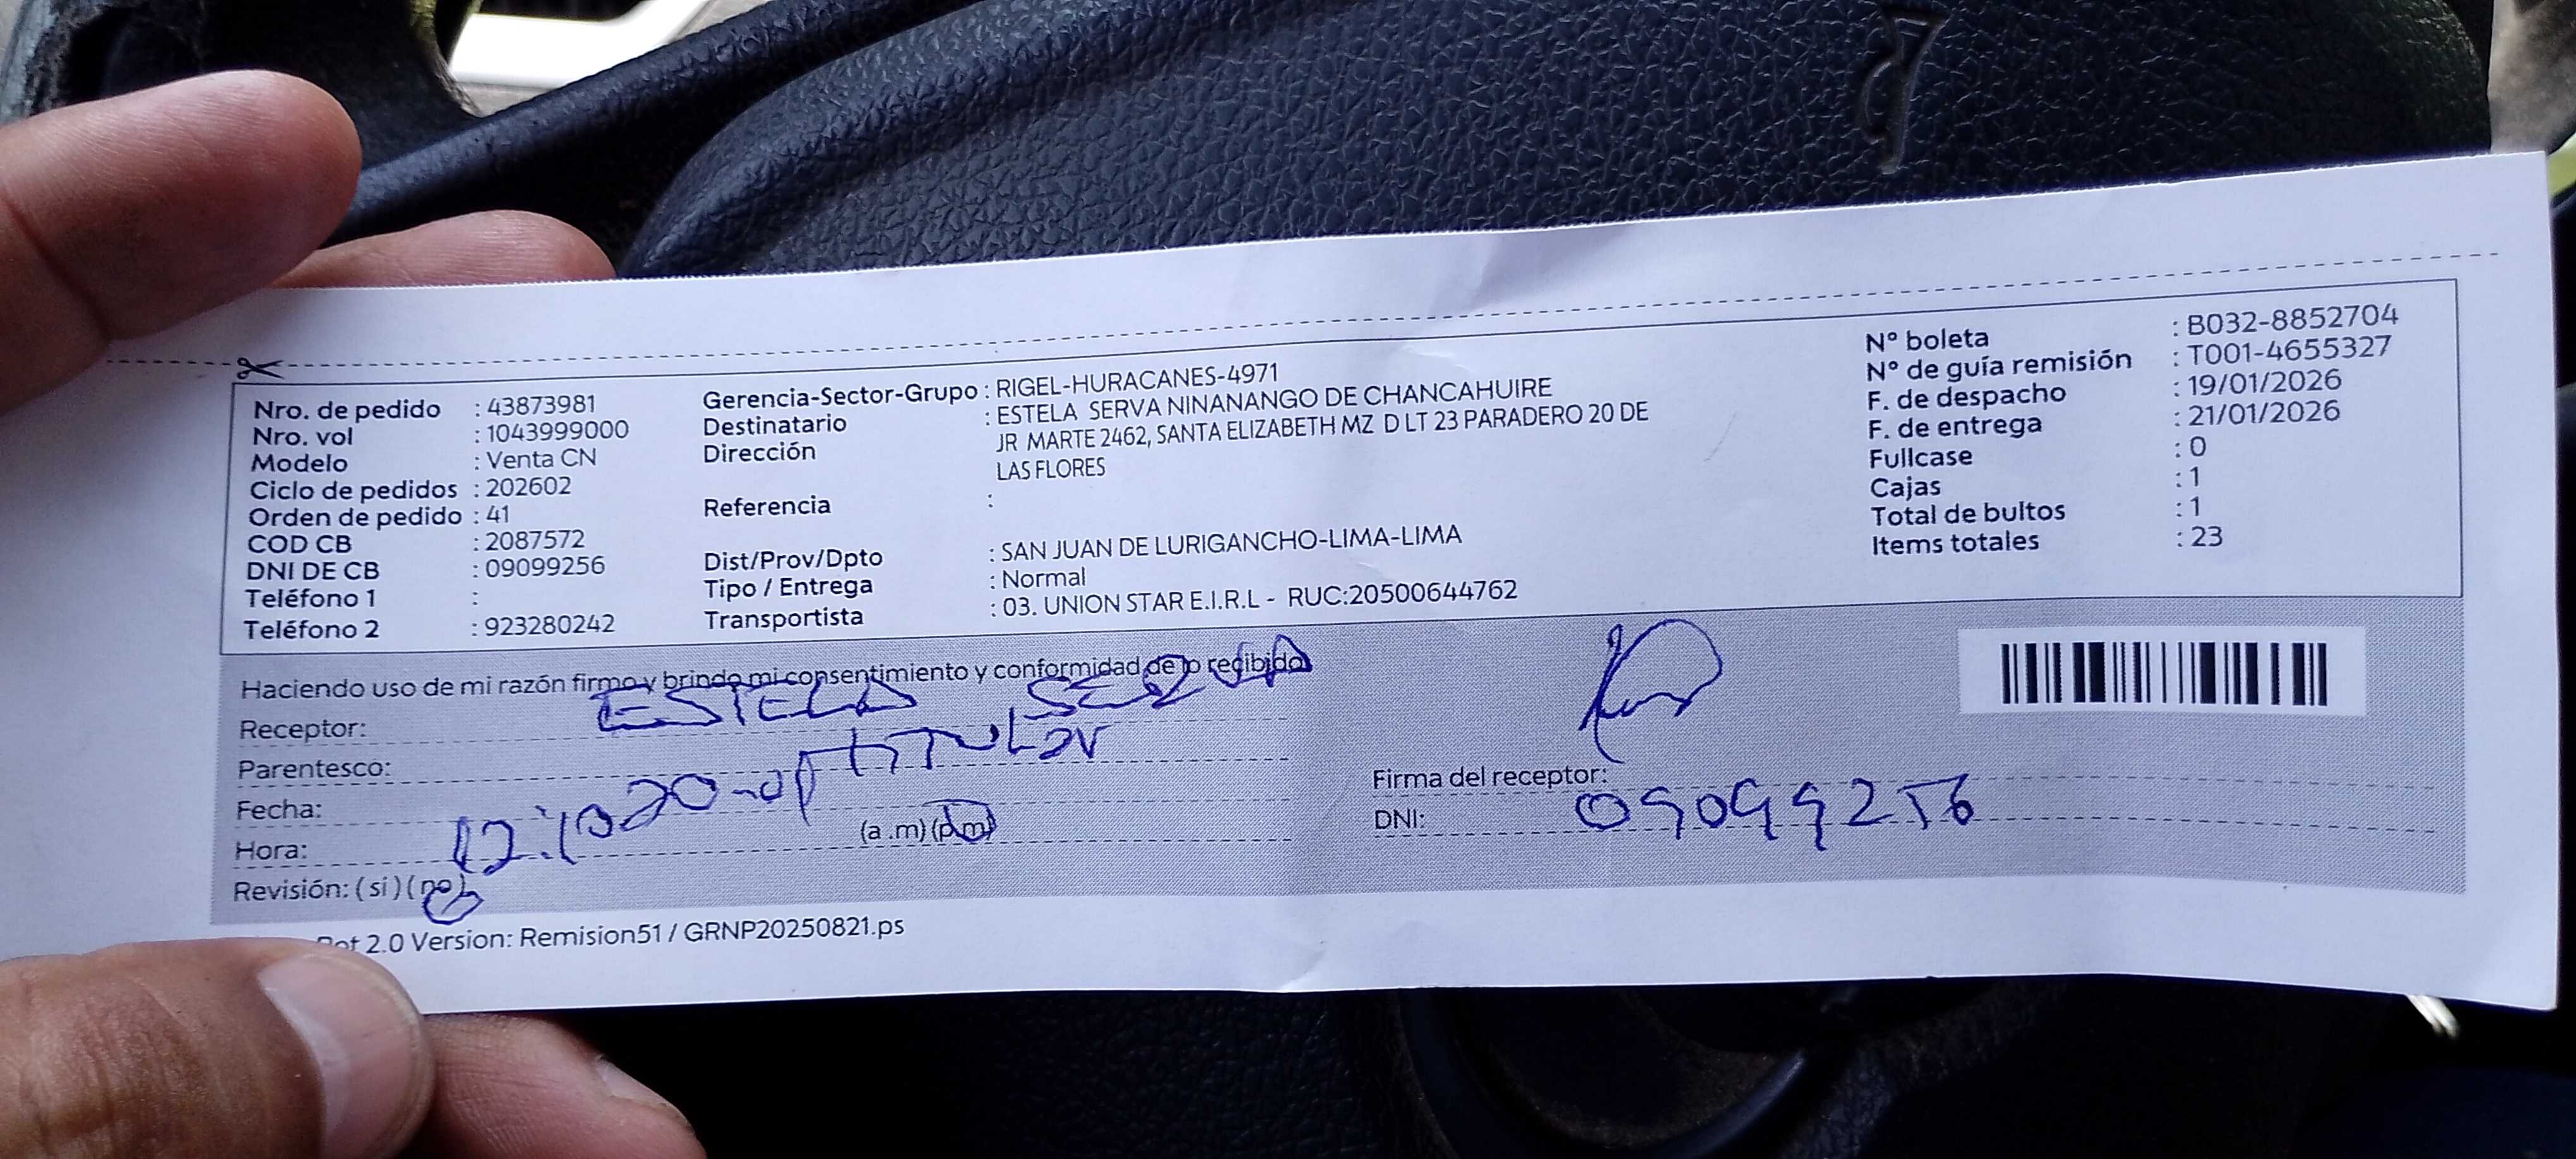 Nro. de pedido : 43873981
Nro. vol : 1043999000
Modelo : Venta CN
Ciclo de pedidos : 202602
Orden de pedido : 41
COD CB : 2087572
DNI DE CB : 09099256
Teléfono 1 :
Teléfono 2 : 923280242
Gerencia-Sector-Grupo : RIGEL-HURACANES-4971
Destinatario : ESTELA SERVA NINANANGO DE CHANCAHUIRE
Dirección JR MARTE 2462, SANTA ELIZABETH MZ D LT 23 PARADERO 20 DE
LAS FLORES
Referencia :
Dist/Prov/Dpto : SAN JUAN DE LURIGANCHO-LIMA-LIMA
Tipo / Entrega : Normal
Transportista : 03. UNION STAR E.I.R.L - RUC:20500644762
N° boleta : B032-8852704
N° de guía remisión : T001-4655327
F. de despacho : 19/01/2026
F. de entrega : 21/01/2026
Fullcase : 0
Cajas : 1
Total de bultos : 1
Items totales : 23
Haciendo uso de mi razón firmo y brindo mi consentimiento y conformidad de lo recibido
Receptor: ESTELA SERVA
Parentesco: TITULar
Fecha: 20-01
Hora: 12:10 (a .m) (p.m)
Revisión: (si) (no)
Firma del receptor:
DNI: 09099256
2.0 Version: Remision51 / GRNP20250821.ps